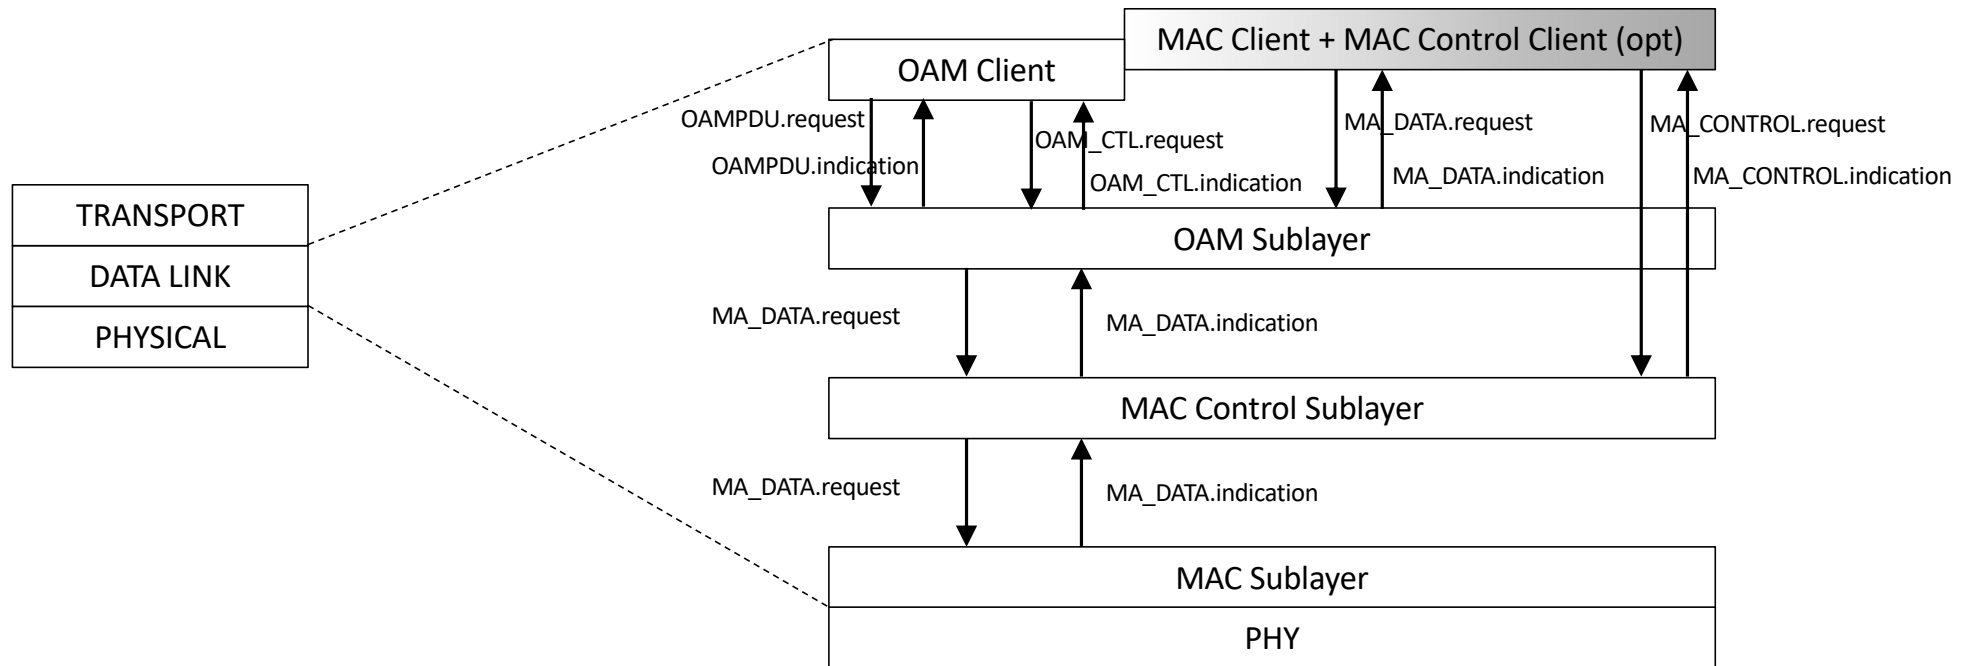 MAC Client + MAC Control Client (opt)
OAM Client
OAMPDU.request
OAMPDU.indication
OAM_CTL.request
OAM_CTL.indication
MA_DATA.request
MA_DATA.indication
MA_CONTROL.request
MA_CONTROL.indication
TRANSPORT
DATA LINK
PHYSICAL
OAM Sublayer
MA_DATA.request
MA_DATA.indication
MAC Control Sublayer
MA_DATA.request
MA_DATA.indication
MAC Sublayer
PHY